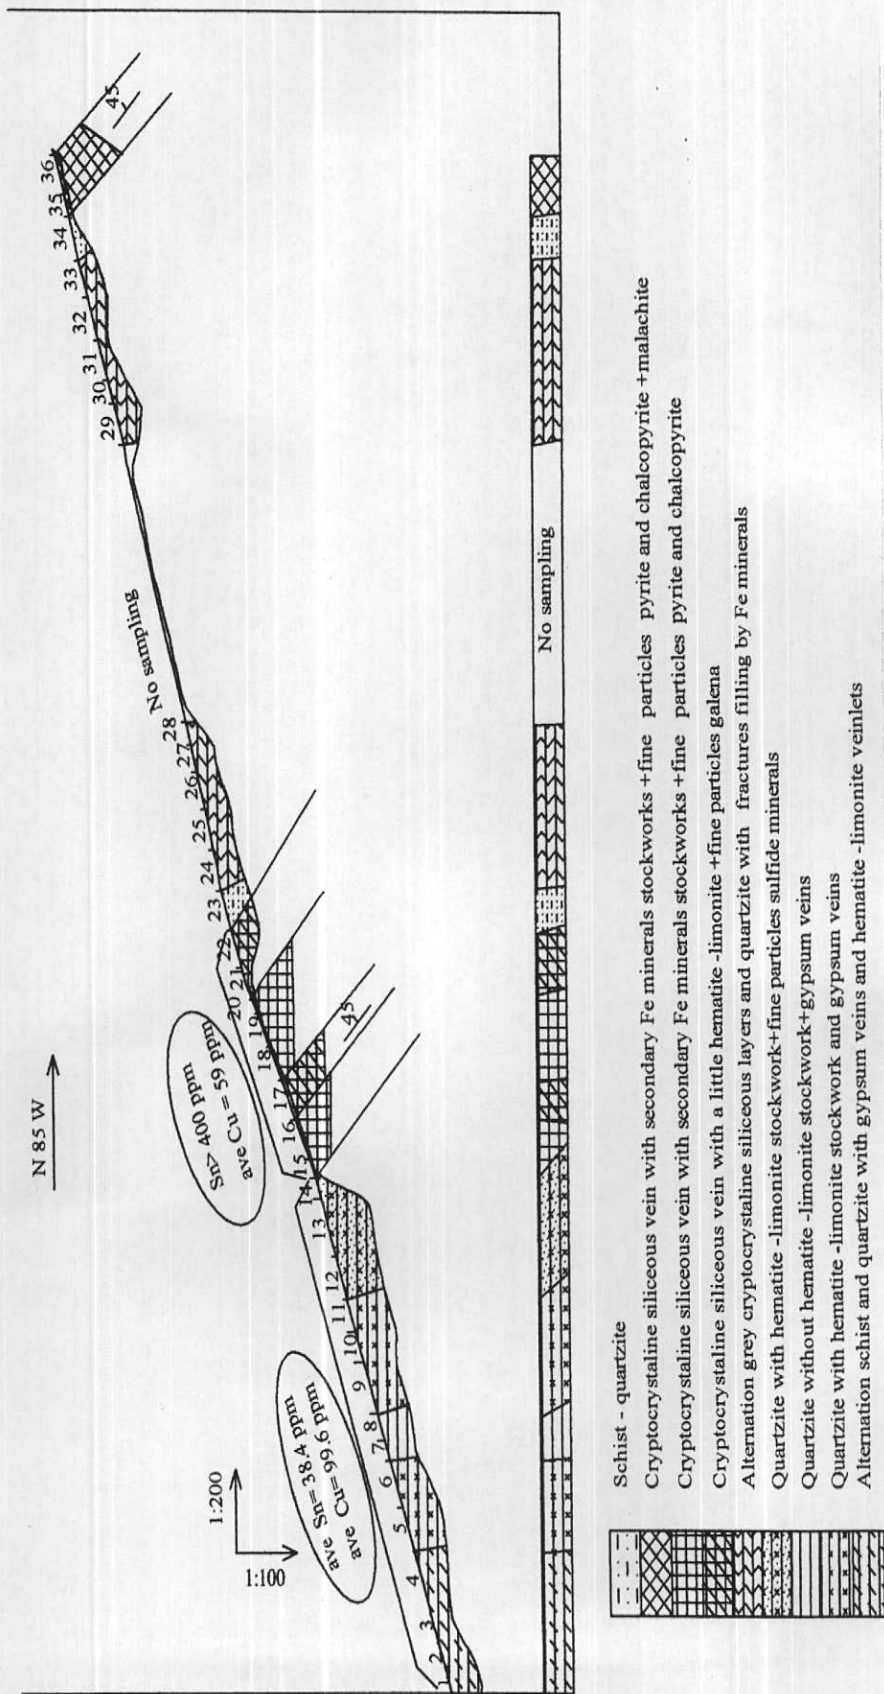 N 85 W
1:200
1:100
Sn> 400 ppm
ave Cu = 59 ppm
ave Sn=38.4 ppm
ave Cu=99.6 ppm
1 2 3 4 5 6 7 8 9 10 11 12 13 14 15 16 17 18 19 20 21 22 23 24 25 26 27 28
No sampling
29 30 31 32 33 34 35 36
45
45
No sampling
Schist - quartzite
Cryptocrystaline siliceous vein with secondary Fe minerals stockworks +fine particles pyrite and chalcopyrite +malachite
Cryptocrystaline siliceous vein with secondary Fe minerals stockworks +fine particles pyrite and chalcopyrite
Cryptocrystaline siliceous vein with a little hematite -limonite +fine particles galena
Alternation grey cryptocrystaline siliceous layers and quartzite with fractures filling by Fe minerals
Quartzite with hematite -limonite stockwork+fine particles sulfide minerals
Quartzite without hematite -limonite stockwork+gypsum veins
Quartzite with hematite -limonite stockwork and gypsum veins
Alternation schist and quartzite with gypsum veins and hematite -limonite veinlets